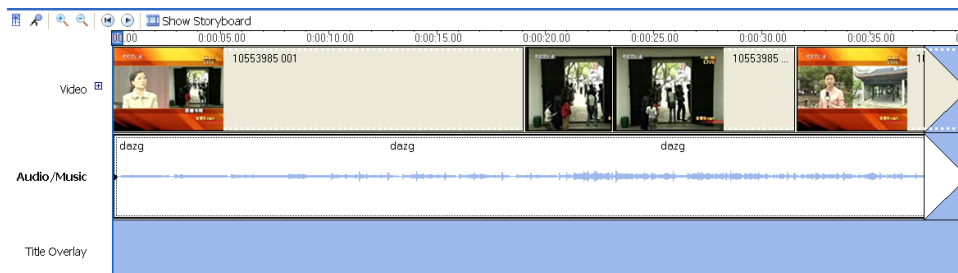 Show Storyboard
00.00 0:00:05.00 0:00:10.00 0:00:15.00 0:00:20.00 0:00:25.00 0:00:30.00 0:00:35.00
Video
10553985 001
10553985 ...
Audio/Music
dazg dazg dazg
Title Overlay